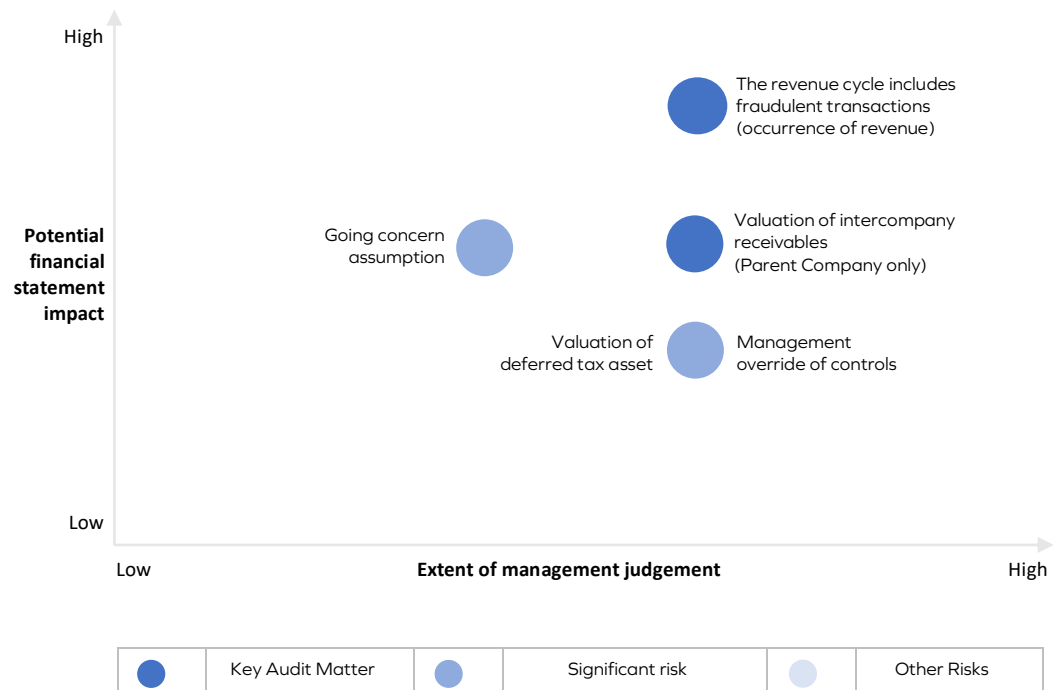 High
The revenue cycle includes
fraudulent transactions
(occurrence of revenue)
Potential
financial
statement
impact
Going concern
assumption
Valuation of intercompany
receivables
(Parent Company only)
Valuation of
deferred tax asset
Management
override of controls
Low
Low
Extent of management judgement
High
Key Audit Matter
Significant risk
Other Risks